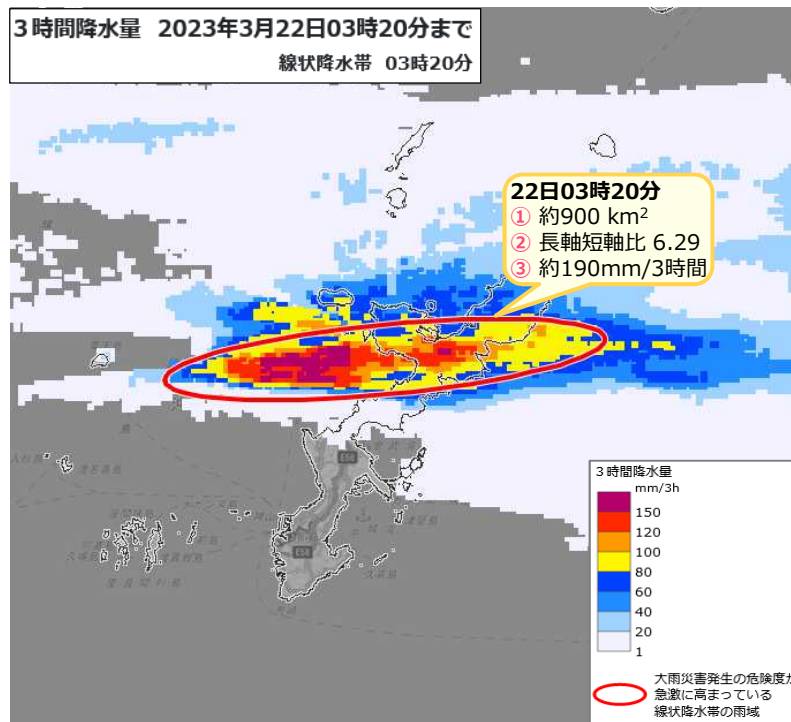 ３時間降水量 2023年3月22日03時20分まで
線状降水帯 03時20分
22日03時20分
① 約900 km²
② 長軸短軸比 6.29
③ 約190mm/3時間
E58
E58
３時間降水量
mm/3h
150
120
100
80
60
40
20
1
大雨災害発生の危険度が
急激に高まっている
線状降水帯の雨域